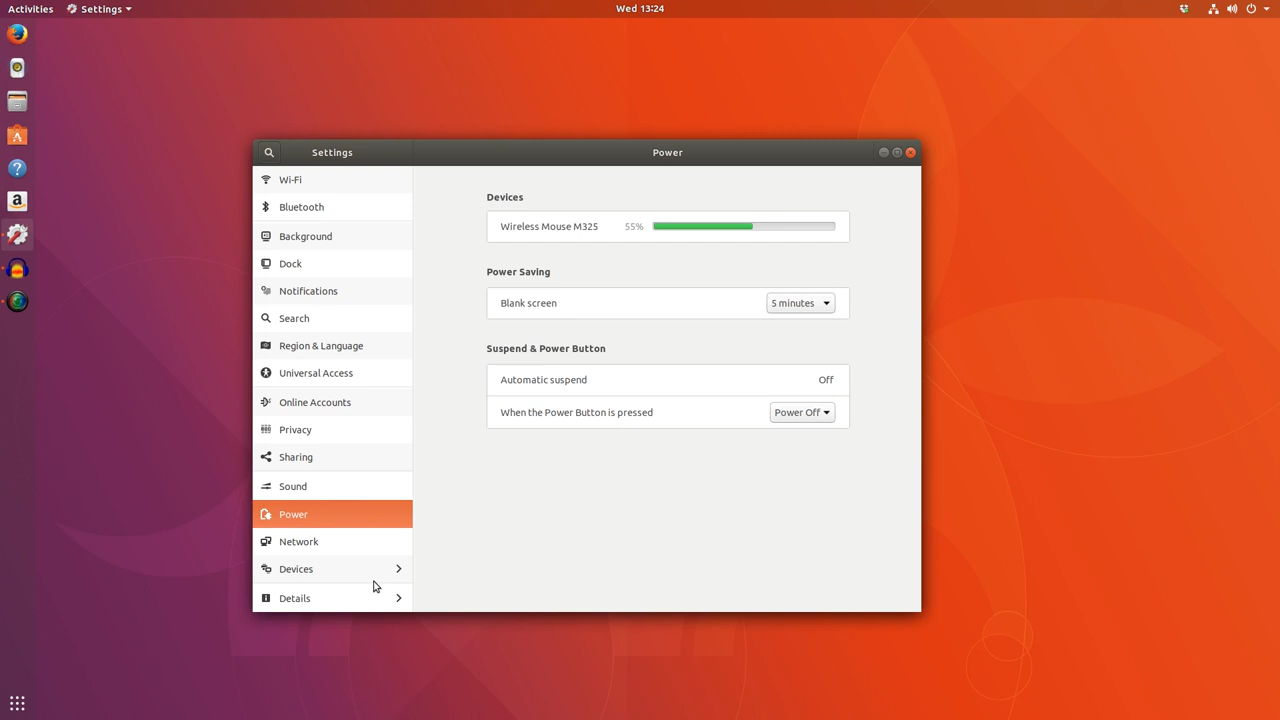 Activities Settings Wed 13:24
Settings Power
Wi-Fi
Bluetooth
Background
Dock
Notifications
Search
Region & Language
Universal Access
Online Accounts
Privacy
Sharing
Sound
Power
Network
Devices
Details
Devices
Wireless Mouse M325 55%
Power Saving
Blank screen 5 minutes
Suspend & Power Button
Automatic suspend Off
When the Power Button is pressed Power Off